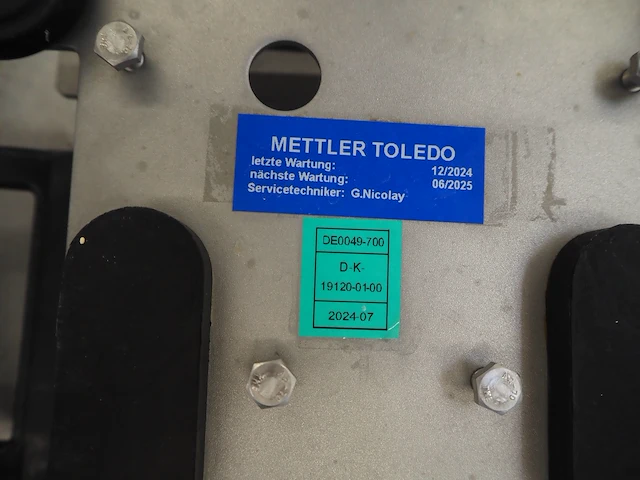 METTLER TOLEDO
letzte Wartung: 12/2024
nächste Wartung: 06/2025
Servicetechniker: G.Nicolay
DE0049-700
D-K-
19120-01-00
2024-07